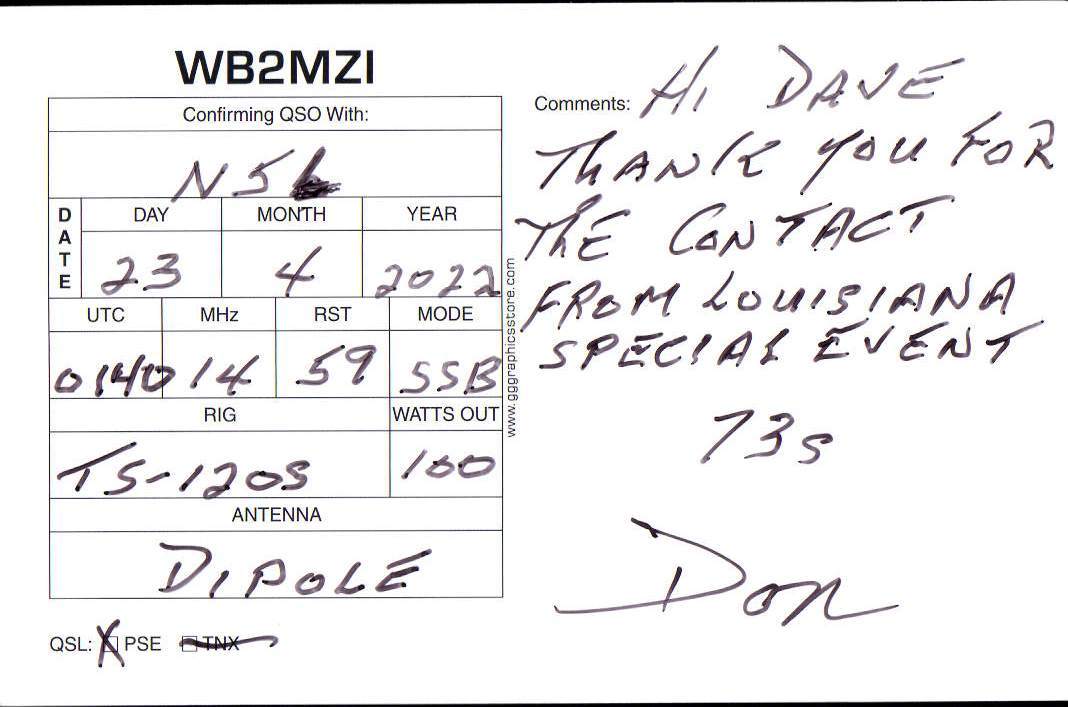 WB2MZI
Confirming QSO With:
N5L
DATE
DAY MONTH YEAR
23 4 2022
UTC MHz RST MODE
0140 14 59 SSB
RIG WATTS OUT
TS-120S 100
ANTENNA
DIPOLE
QSL: X PSE TNX
www.gggraphicsstore.com
Comments: HI DAVE
THANK YOU FOR
THE CONTACT
FROM LOUISIANA
SPECIAL EVENT
73s
Don